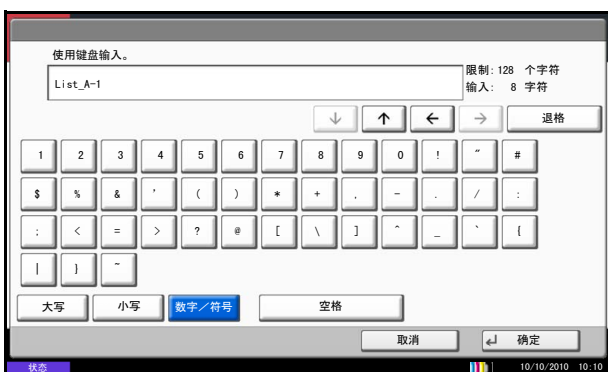 使用键盘输入。
List_A-1
限制: 128 个字符
输入: 8 字符
↓ ↑ ← → 退格
1 2 3 4 5 6 7 8 9 0 ! " #
$ % & ' ( ) * + , - . / :
; < = > ? @ [ \ ] ^ _ ` {
| } ~
大写 小写 数字／符号 空格
取消 确定
状态 10/10/2010 10:10